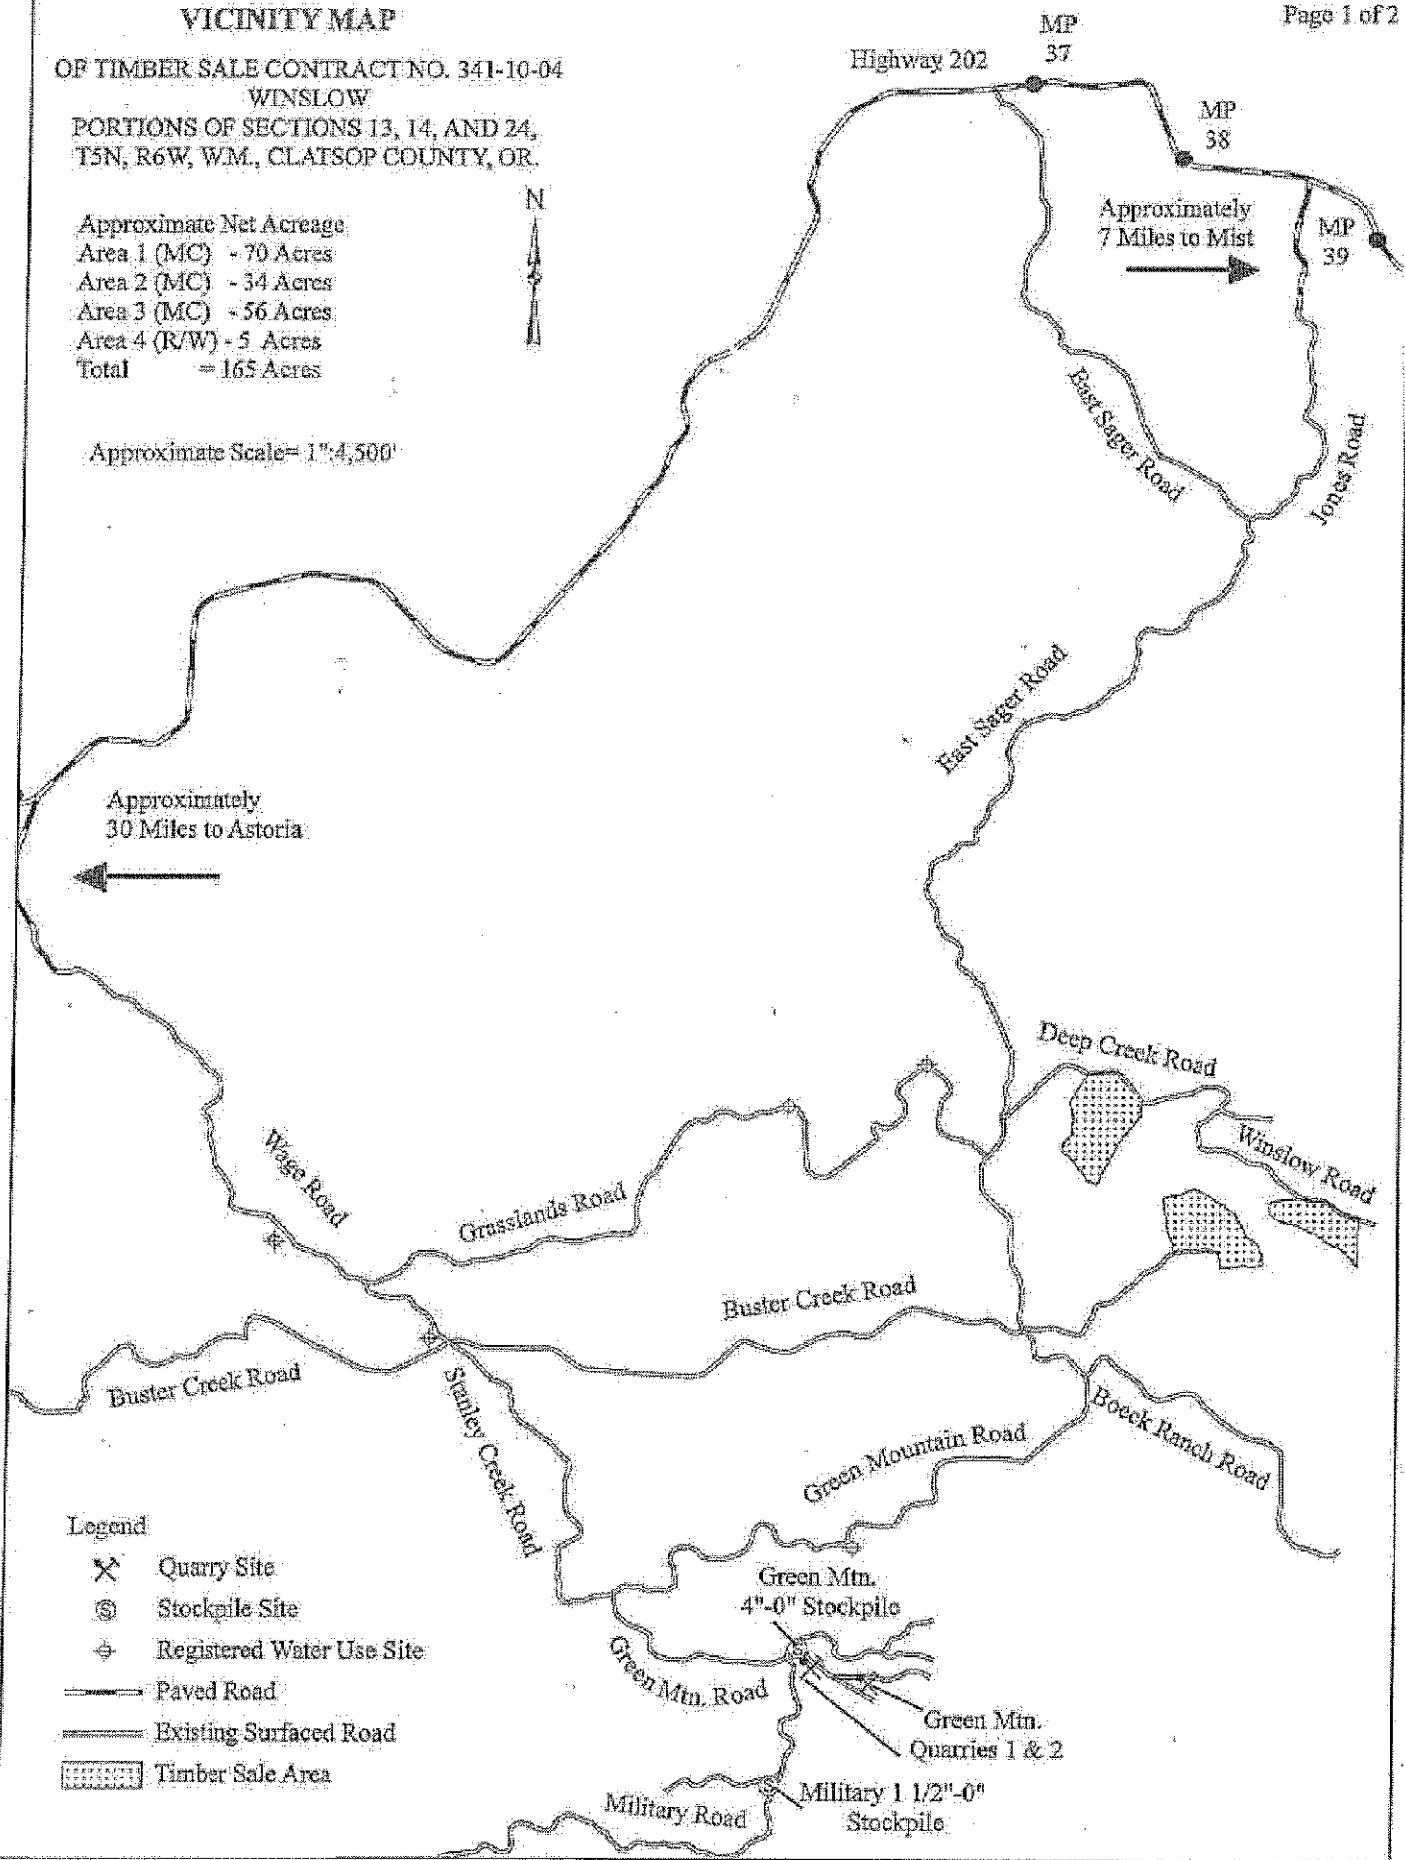 VICINITY MAP
Page 1 of 2
OF TIMBER SALE CONTRACT NO. 341-10-04
WINSLOW
PORTIONS OF SECTIONS 13, 14, AND 24,
T5N, R6W, W.M., CLATSOP COUNTY, OR.
N
Approximate Net Acreage
Area 1 (MC) - 70 Acres
Area 2 (MC) - 34 Acres
Area 3 (MC) - 56 Acres
Area 4 (R/W) - 5 Acres
Total = 165 Acres
Approximate Scale= 1":4,500'
Highway 202
MP
37
MP
38
Approximately
7 Miles to Mist
MP
39
East Sager Road
Jones Road
East Sager Road
Approximately
30 Miles to Astoria
Deep Creek Road
Winslow Road
Wage Road
Grasslands Road
Buster Creek Road
Buster Creek Road
Stanley Creek Road
Boeck Ranch Road
Green Mountain Road
Green Mtn.
4"-0" Stockpile
Green Mtn. Road
Green Mtn.
Quarries 1 & 2
Military 1 1/2"-0"
Stockpile
Military Road
Legend
Quarry Site
S Stockpile Site
Registered Water Use Site
Paved Road
Existing Surfaced Road
Timber Sale Area